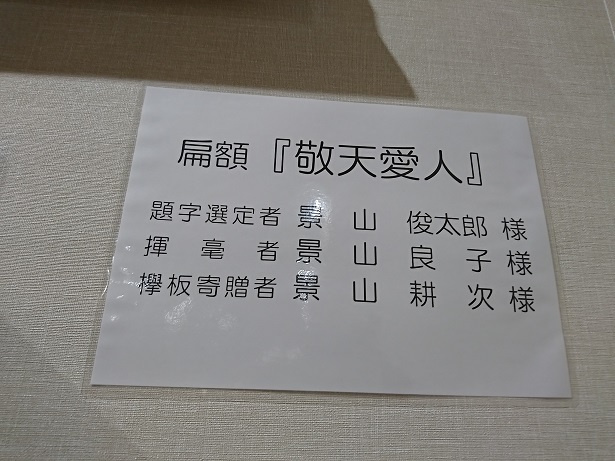 扁額『敬天愛人』
題字選定者 景 山 俊太郎 様
揮 毫 者 景 山 良 子 様
欅板寄贈者 景 山 耕 次 様